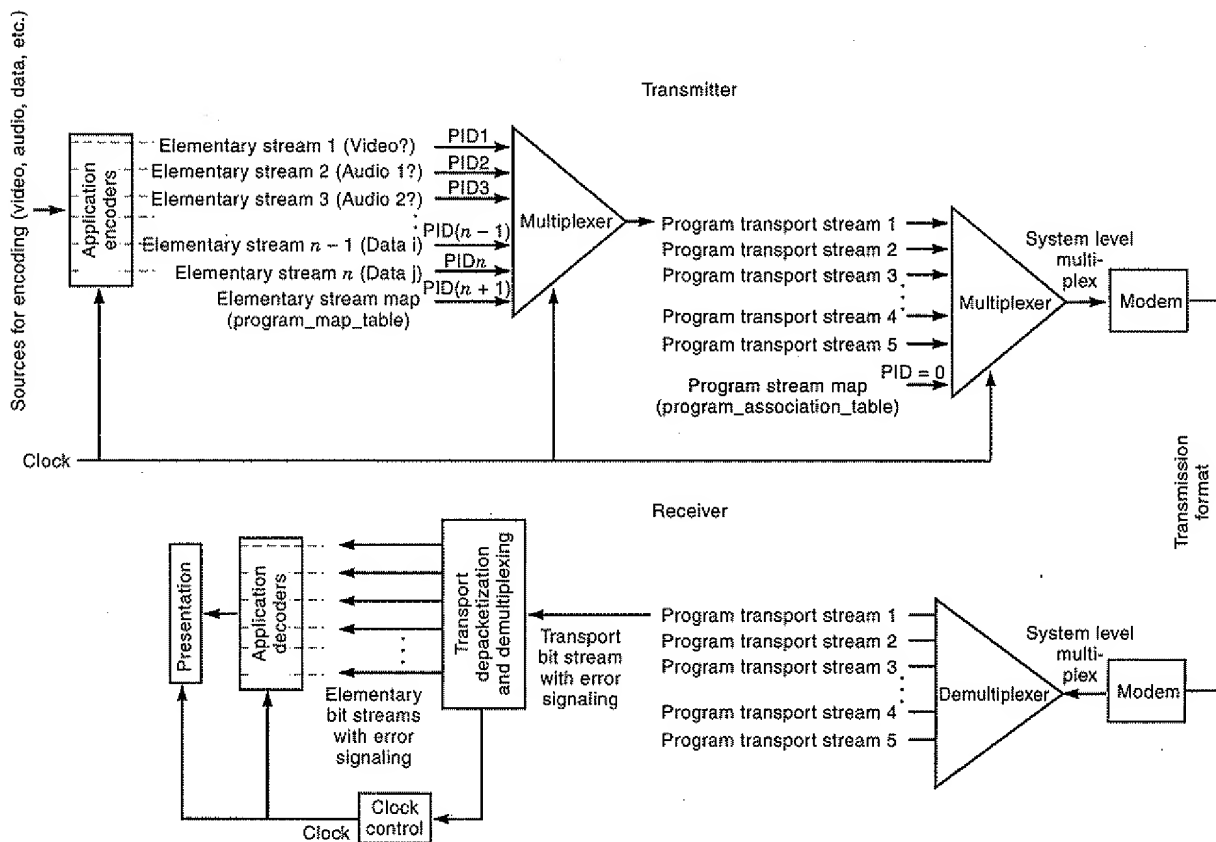 Transmitter
Sources for encoding (video, audio, data, etc.)
Application
encoders
Elementary stream 1 (Video?)
PID1
Elementary stream 2 (Audio 1?)
PID2
Elementary stream 3 (Audio 2?)
PID3
Elementary stream n – 1 (Data i)
PID(n – 1)
Elementary stream n (Data j)
PIDn
Elementary stream map
(program_map_table)
PID(n + 1)
Multiplexer
Program transport stream 1
Program transport stream 2
Program transport stream 3
Program transport stream 4
Program transport stream 5
PID = 0
Program stream map
(program_association_table)
Multiplexer
System level
multi-
plex
Modem
Clock
Transmission
format
Receiver
Presentation
Application
decoders
Elementary
bit streams
with error
signaling
Transport
depacketization
and demultiplexing
Transport
bit stream
with error
signaling
Program transport stream 1
Program transport stream 2
Program transport stream 3
Program transport stream 4
Program transport stream 5
Demultiplexer
System level
multi-
plex
Modem
Clock
Clock
control